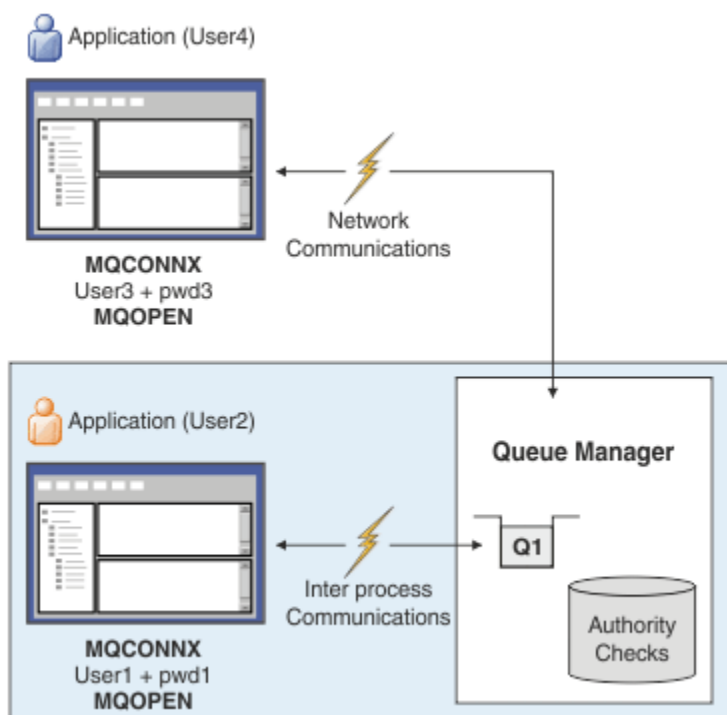 Application (User4)
Network
Communications
MQCONNX
User3 + pwd3
MQOPEN
Application (User2)
Queue Manager
Q1
Inter process
Communications
Authority
Checks
MQCONNX
User1 + pwd1
MQOPEN